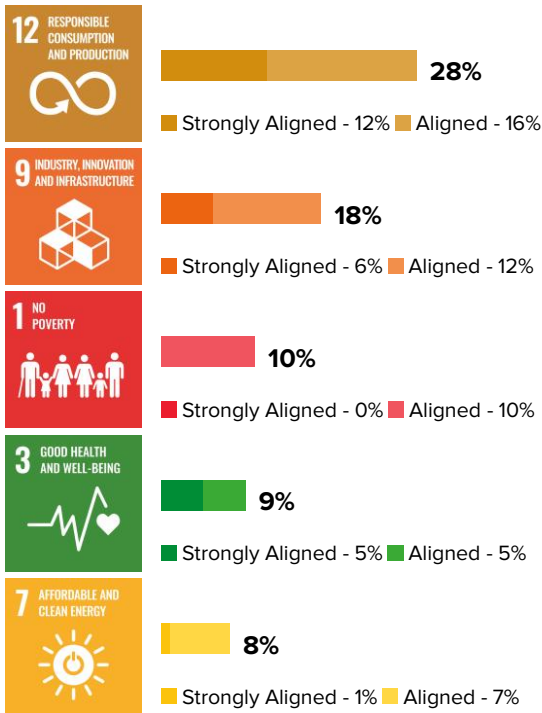 12 RESPONSIBLE
CONSUMPTION
AND PRODUCTION
28%
Strongly Aligned - 12% Aligned - 16%
9 INDUSTRY, INNOVATION
AND INFRASTRUCTURE
18%
Strongly Aligned - 6% Aligned - 12%
1 NO
POVERTY
10%
Strongly Aligned - 0% Aligned - 10%
3 GOOD HEALTH
AND WELL-BEING
9%
Strongly Aligned - 5% Aligned - 5%
7 AFFORDABLE AND
CLEAN ENERGY
8%
Strongly Aligned - 1% Aligned - 7%